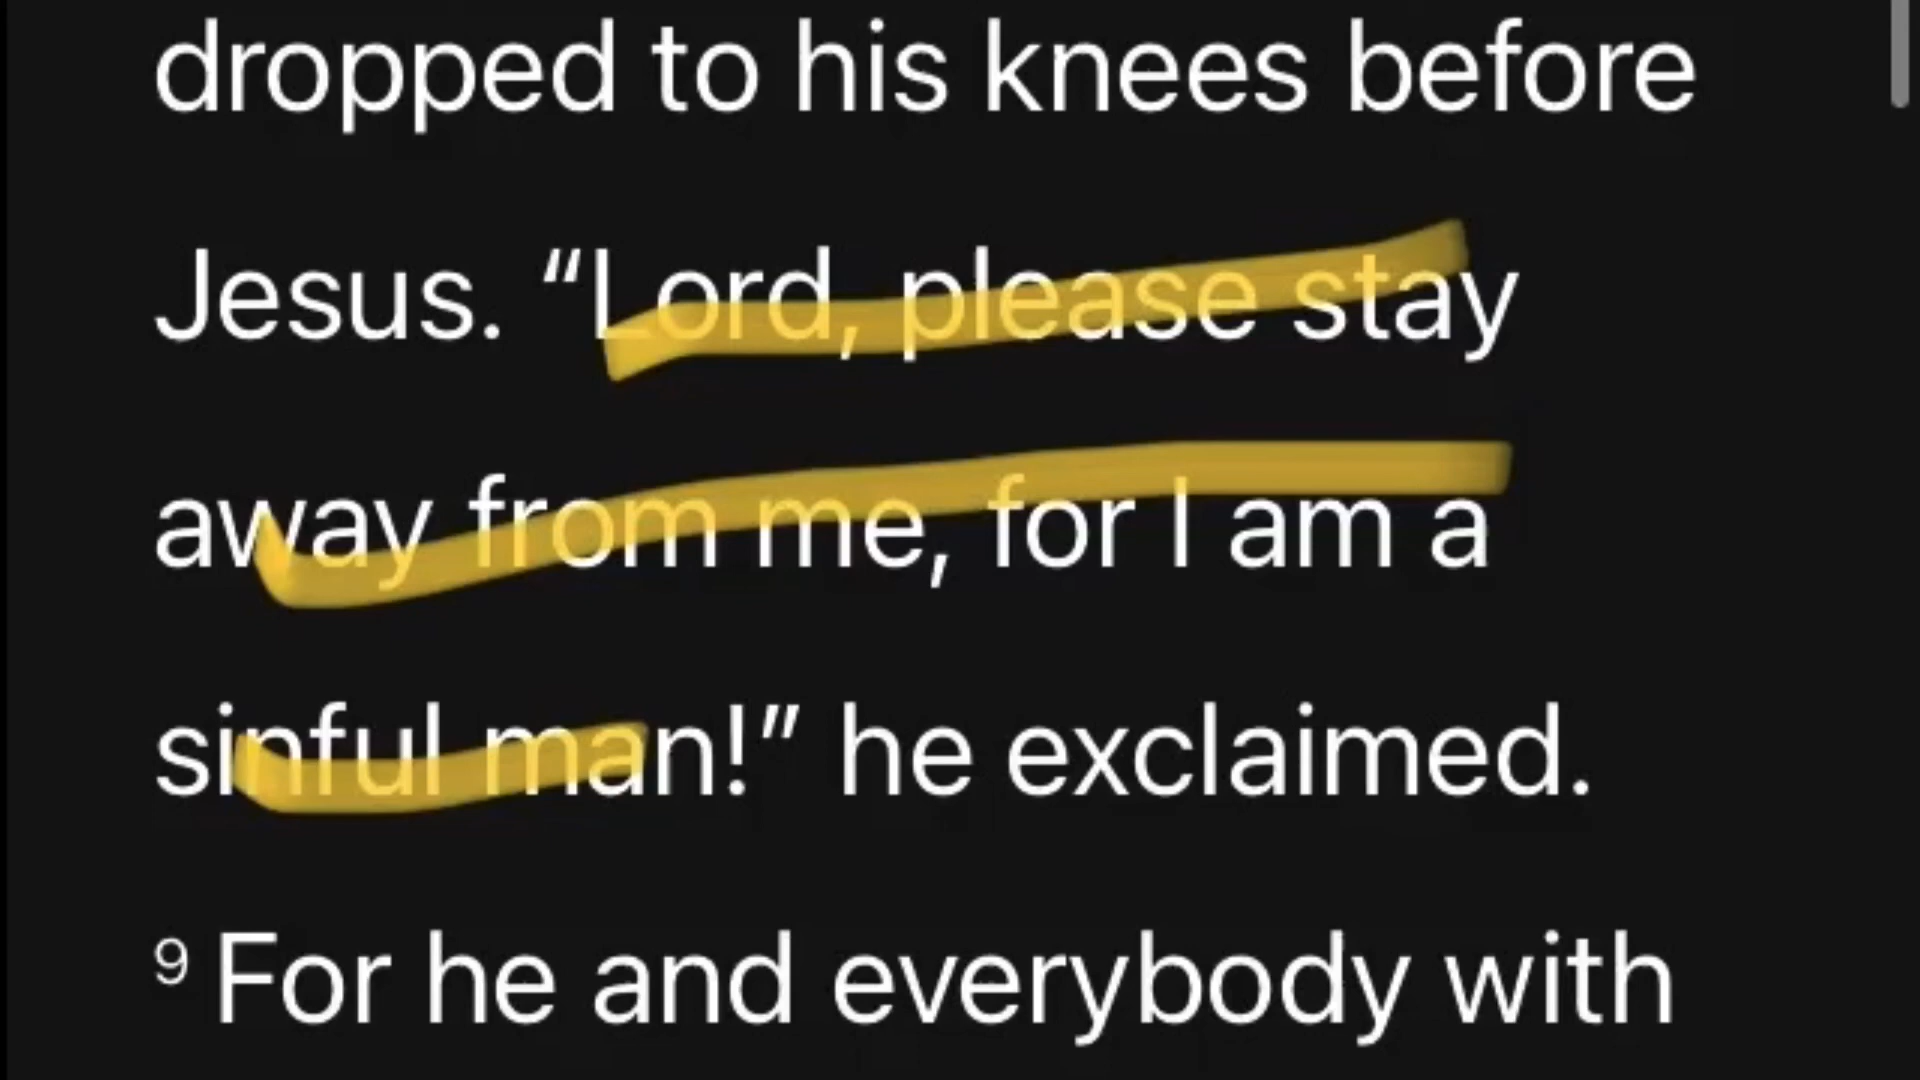 dropped to his knees before
Jesus. “Lord, please stay
away from me, for I am a
sinful man!” he exclaimed.
9 For he and everybody with